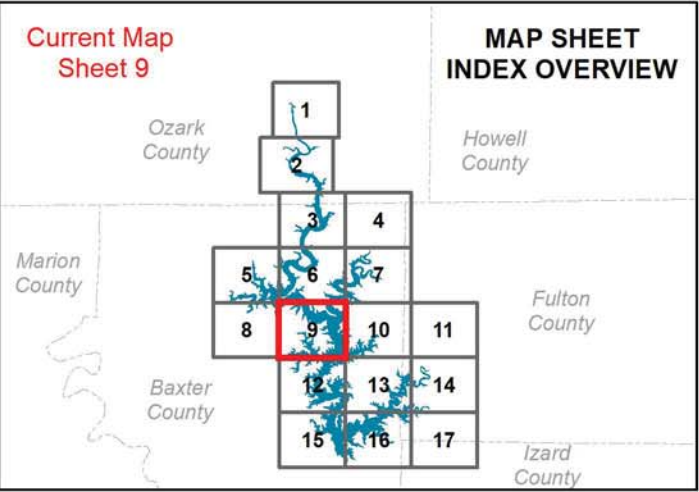 Current Map
Sheet 9
MAP SHEET
INDEX OVERVIEW
Ozark
County
Howell
County
1
2
3
4
Marion
County
5
6
7
Fulton
County
8
9
10
11
Baxter
County
12
13
14
15
16
17
Izard
County